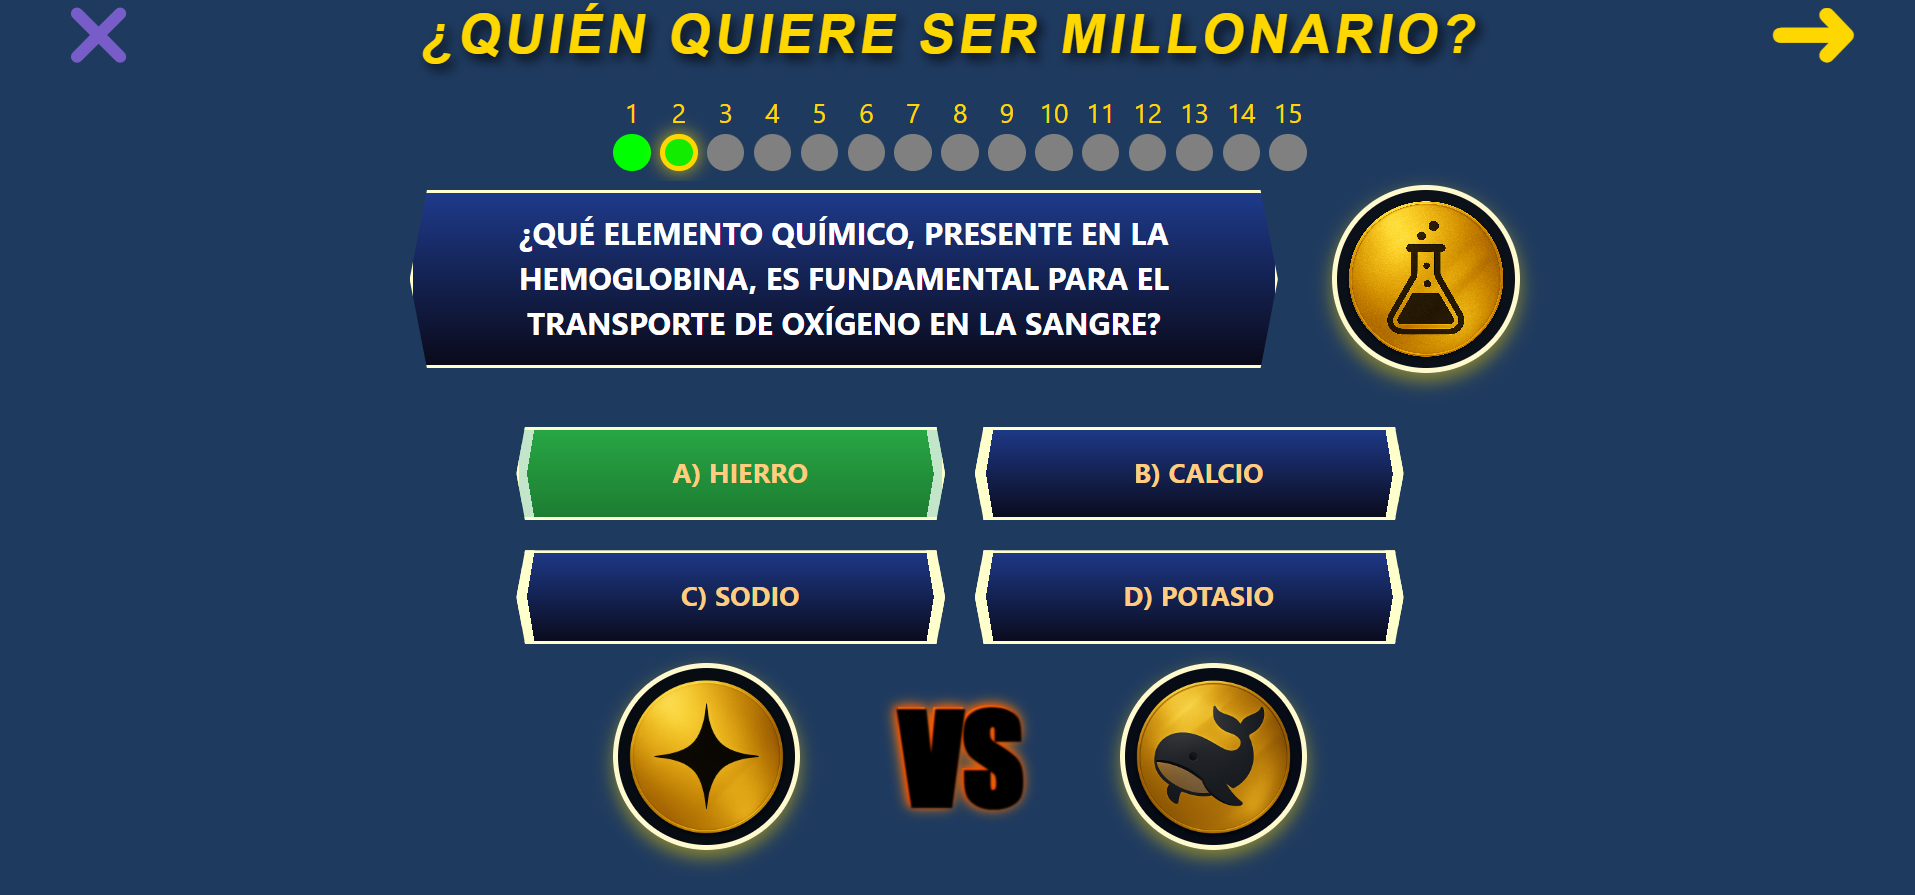 ¿QUIÉN QUIERE SER MILLONARIO?
1 2 3 4 5 6 7 8 9 10 11 12 13 14 15
¿QUÉ ELEMENTO QUÍMICO, PRESENTE EN LA
HEMOGLOBINA, ES FUNDAMENTAL PARA EL
TRANSPORTE DE OXÍGENO EN LA SANGRE?
A) HIERRO
B) CALCIO
C) SODIO
D) POTASIO
VS